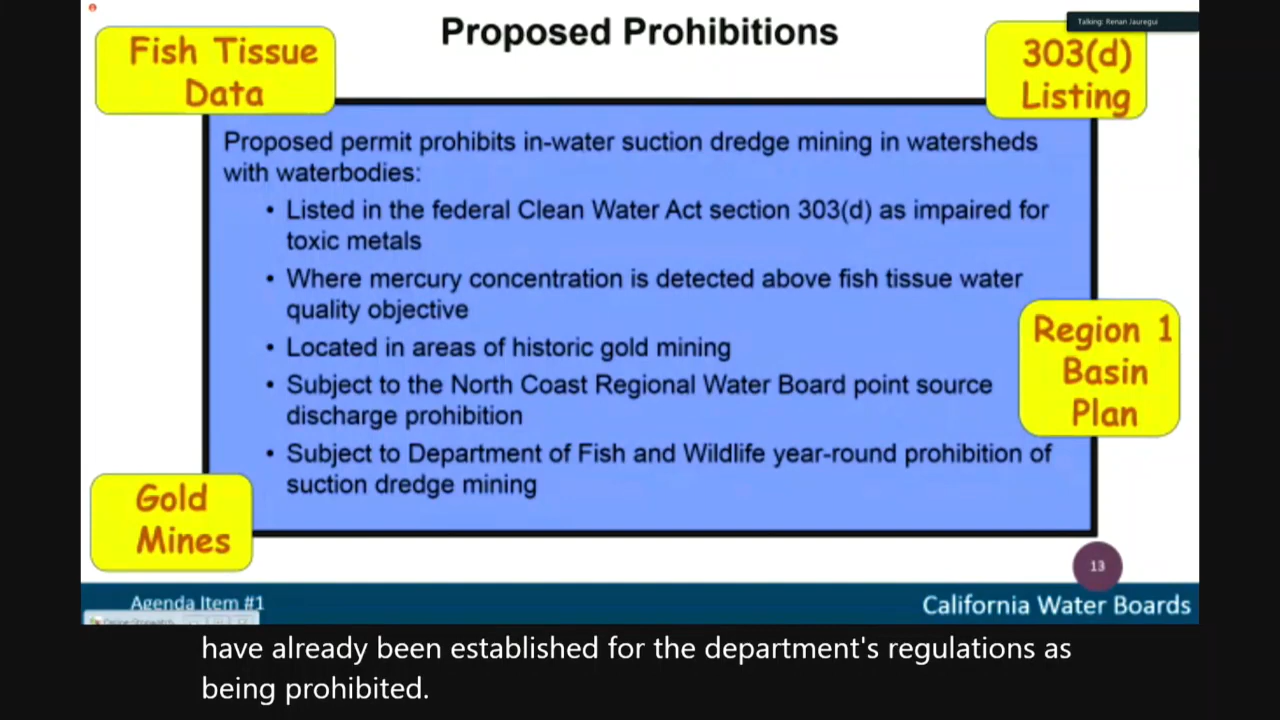 Proposed Prohibitions
Talking: Renan Jauregui
Fish Tissue
Data
303(d)
Listing
Proposed permit prohibits in-water suction dredge mining in watersheds
with waterbodies:
• Listed in the federal Clean Water Act section 303(d) as impaired for
toxic metals
• Where mercury concentration is detected above fish tissue water
quality objective
• Located in areas of historic gold mining
• Subject to the North Coast Regional Water Board point source
discharge prohibition
• Subject to Department of Fish and Wildlife year-round prohibition of
suction dredge mining
Region 1
Basin
Plan
Gold
Mines
13
Agenda Item #1
California Water Boards
have already been established for the department's regulations as
being prohibited.